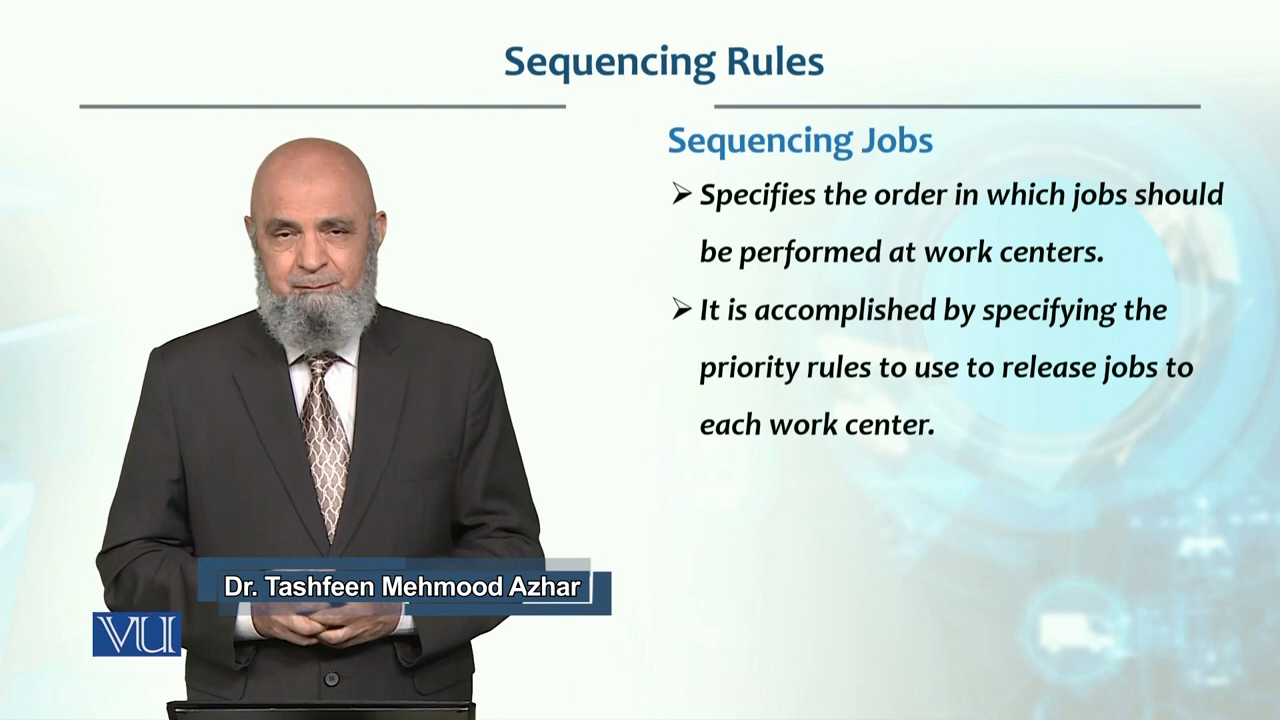 Sequencing Rules
Sequencing Jobs
➢ Specifies the order in which jobs should
be performed at work centers.
➢ It is accomplished by specifying the
priority rules to use to release jobs to
each work center.
Dr. Tashfeen Mehmood Azhar
VU